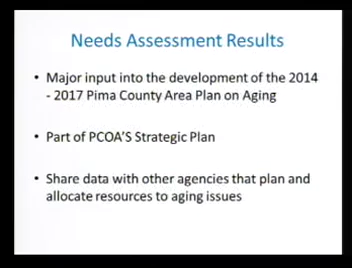 Needs Assessment Results
• Major input into the development of the 2014
- 2017 Pima County Area Plan on Aging
• Part of PCOA'S Strategic Plan
• Share data with other agencies that plan and
allocate resources to aging issues